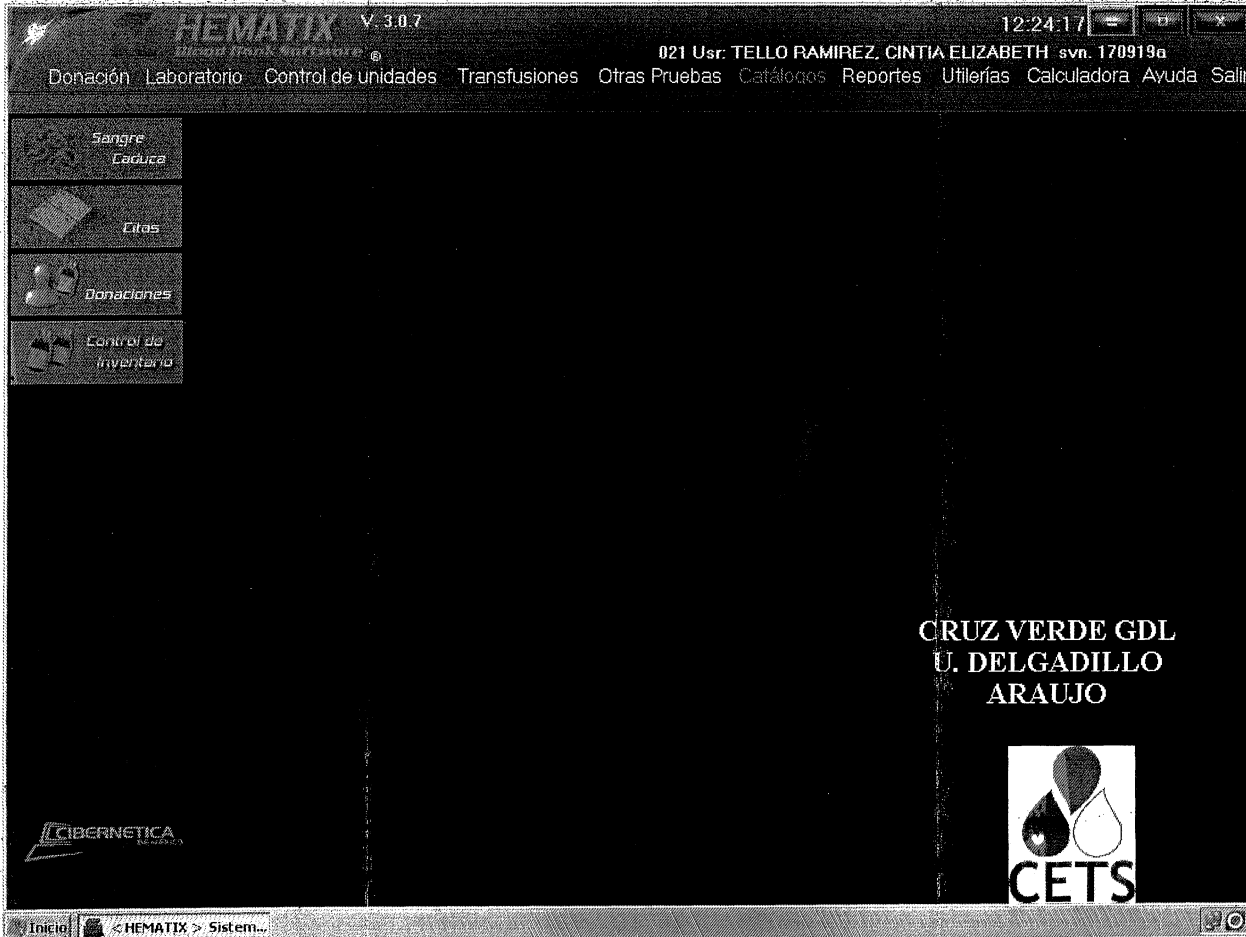 HEMATIX V. 3.0.7
Blood Bank Software ®
12:24:17
021 Usr: TELLO RAMIREZ, CINTIA ELIZABETH svn. 170919a
Donación Laboratorio Control de unidades Transfusiones Otras Pruebas Catálogos Reportes Utilerías Calculadora Ayuda Salir
Sangre
Caduca
Citas
Donaciones
Control de
Inventario
CRUZ VERDE GDL
U. DELGADILLO
ARAUJO
CIBERNETICA
CETS
Inicio < HEMATIX > Sistem...